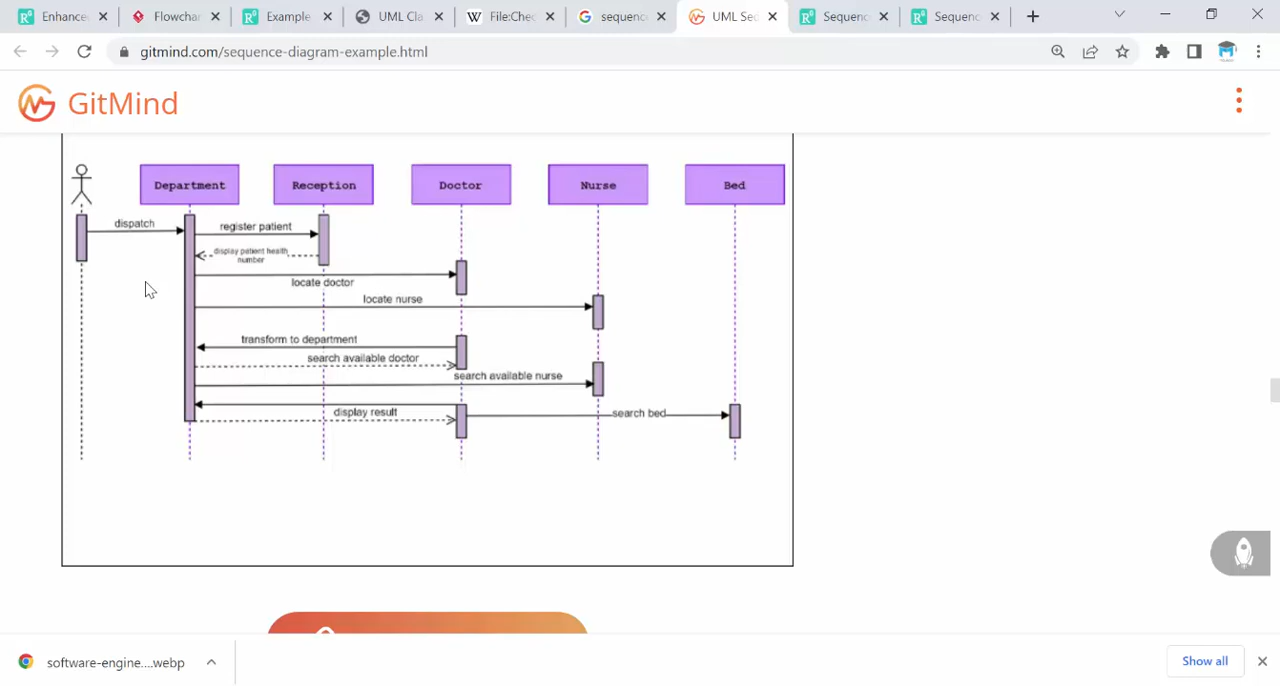 Enhance
Flowchar
Example
UML Cla
File:Chec
sequenc
UML Sec
Sequenc
Sequenc
gitmind.com/sequence-diagram-example.html
GitMind
Department
Reception
Doctor
Nurse
Bed
dispatch
register patient
display patient health
number
locate doctor
locate nurse
transform to department
search available doctor
search available nurse
display result
search bed
software-engine....webp
Show all